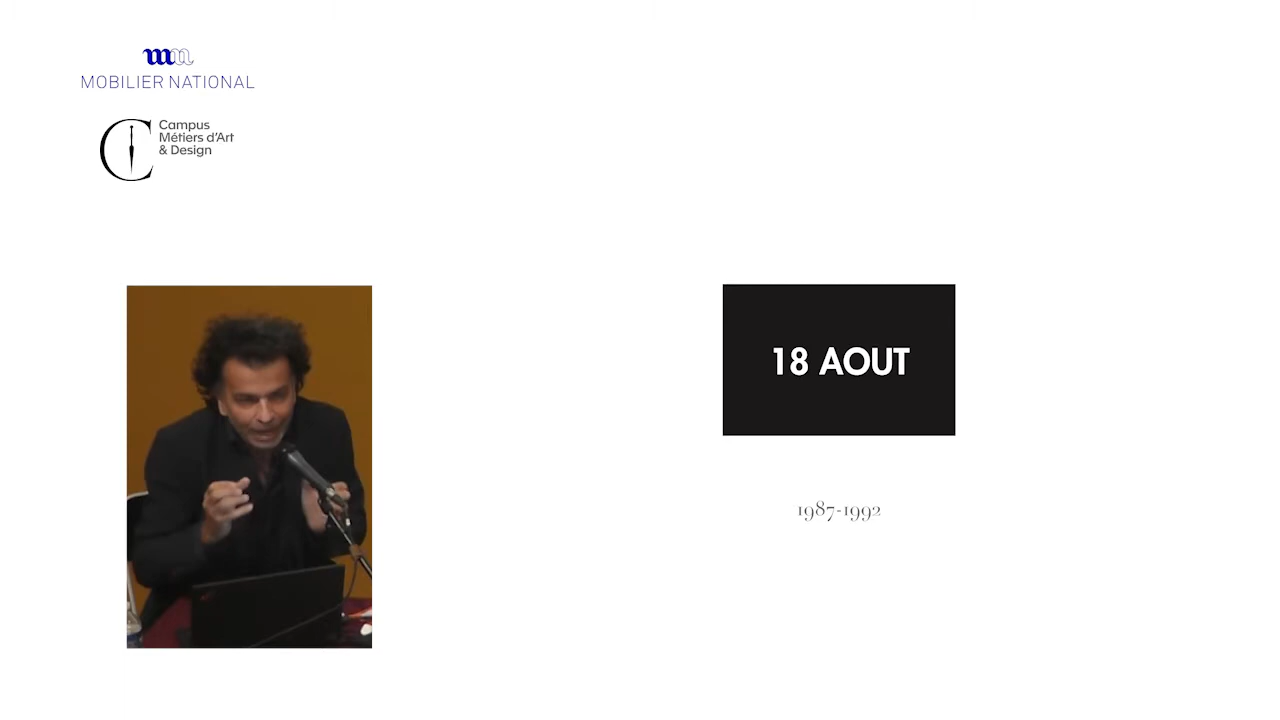 MOBILIER NATIONAL
Campus
Métiers d'Art
& Design
18 AOUT
1987-1992